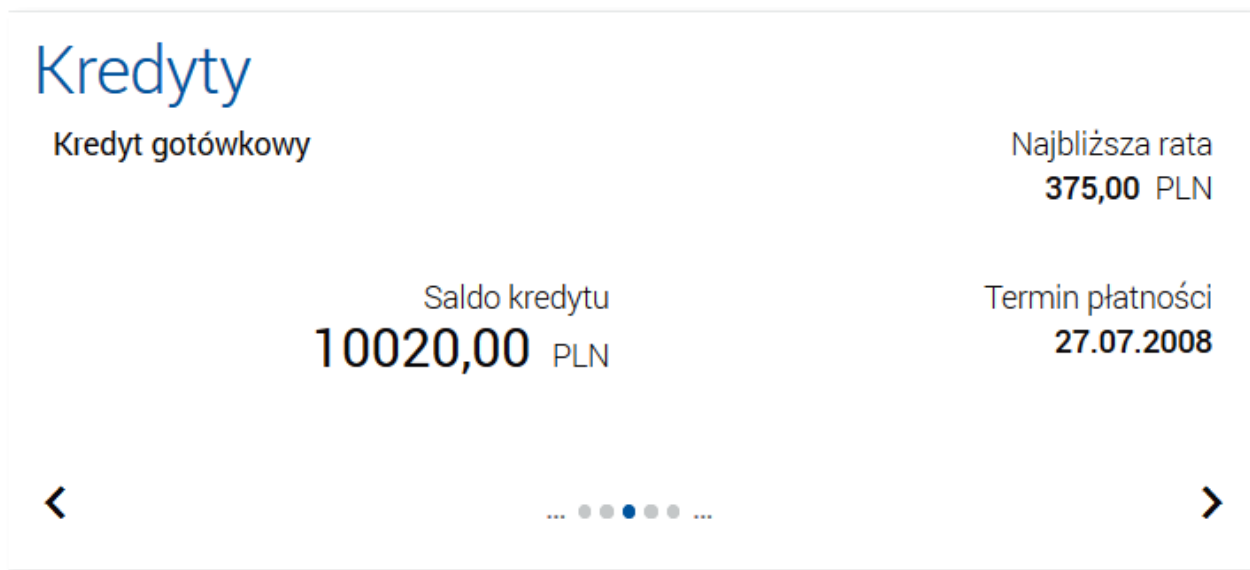 Kredyty
Kredyt gotówkowy
Najbliższa rata
375,00 PLN
Saldo kredytu
10020,00 PLN
Termin płatności
27.07.2008
... ...